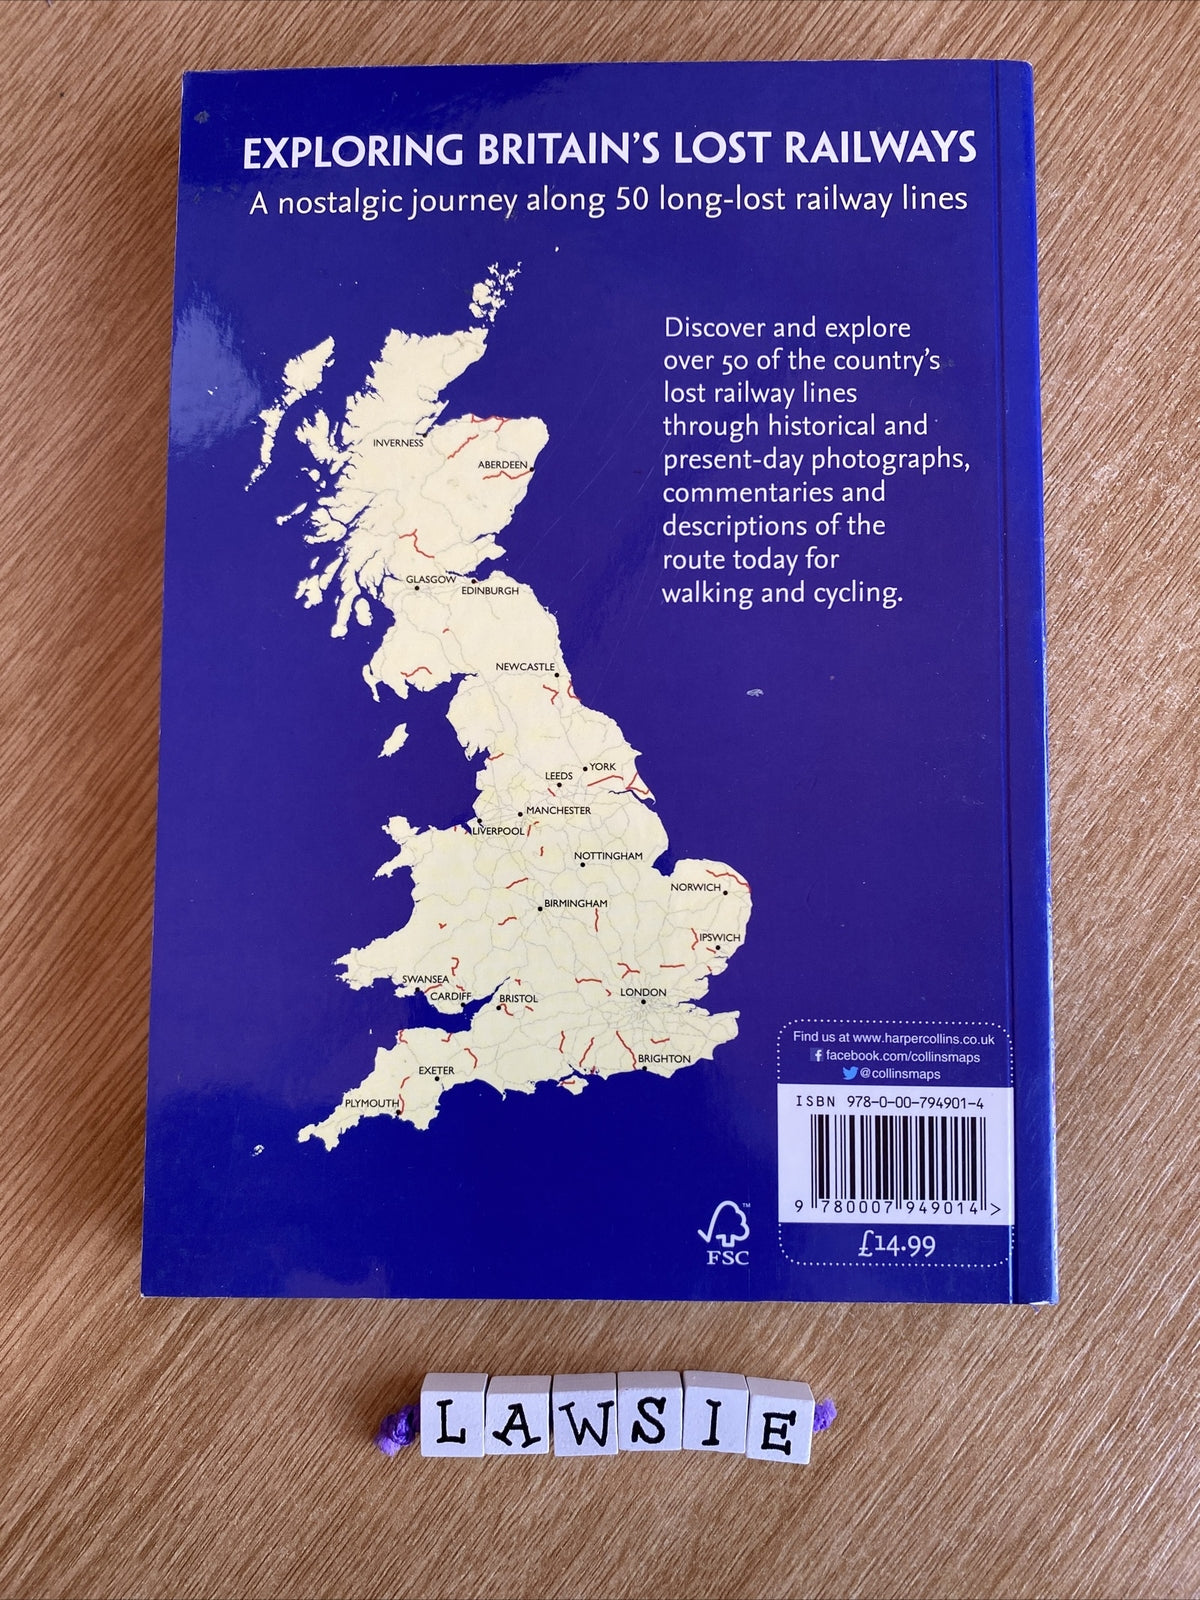 EXPLORING BRITAIN'S LOST RAILWAYS
A nostalgic journey along 50 long-lost railway lines
Discover and explore
over 50 of the country's
lost railway lines
through historical and
present-day photographs,
commentaries and
descriptions of the
route today for
walking and cycling.
INVERNESS
ABERDEEN
GLASGOW
EDINBURGH
NEWCASTLE
YORK
LEEDS
MANCHESTER
LIVERPOOL
NOTTINGHAM
NORWICH
BIRMINGHAM
IPSWICH
SWANSEA
CARDIFF
BRISTOL
LONDON
BRIGHTON
EXETER
PLYMOUTH
Find us at www.harpercollins.co.uk
f facebook.com/collinsmaps
@collinsmaps
ISBN 978-0-00-794901-4
9 780007 949014 >
£14.99
FSC™
LAWSIE